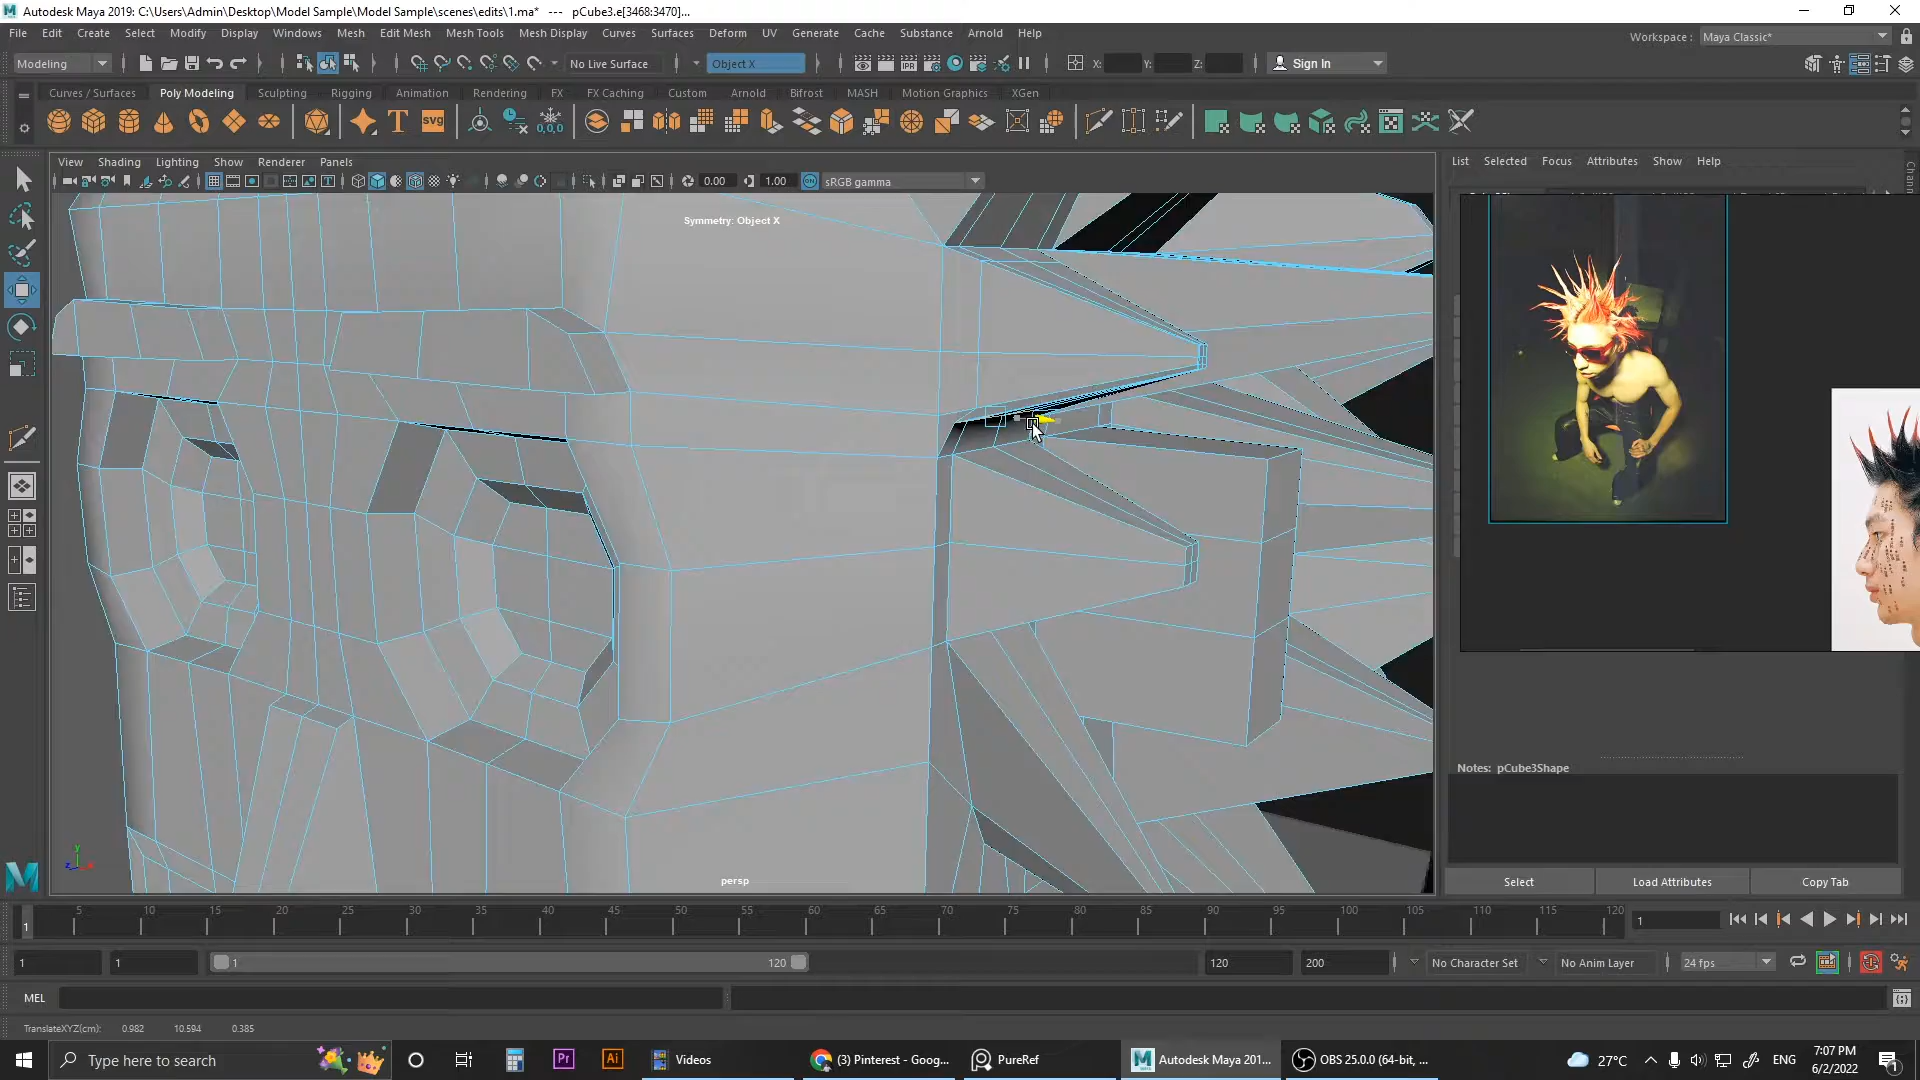 Autodesk Maya 2019: C:\Users\Admin\Desktop\Model Sample\Model Sample\scenes\edits\1.ma* --- pCube3.e[3468:3470]...
File Edit Create Select Modify Display Windows Mesh Edit Mesh Mesh Tools Mesh Display Curves Surfaces Deform UV Generate Cache Substance Arnold Help
Workspace : Maya Classic*
Modeling No Live Surface Object X X: Y: Z: Sign In
Curves / Surfaces Poly Modeling Sculpting Rigging Animation Rendering FX FX Caching Custom Arnold Bifrost MASH Motion Graphics XGen
T svg 0,0,0
View Shading Lighting Show Renderer Panels
List Selected Focus Attributes Show Help
0.00 1.00 ON sRGB gamma
Symmetry: Object X
Notes: pCube3Shape
y
z x
persp
Select Load Attributes Copy Tab
5 10 15 20 25 30 35 40 45 50 55 60 65 70 75 80 85 90 95 100 105 110 115 120
1 1
1 1 1 120 120 200 No Character Set No Anim Layer 24 fps
MEL
TranslateXYZ(cm): 0.982 10.594 0.385
Type here to search Pr Ai Videos (3) Pinterest - Goog... PureRef Autodesk Maya 201... OBS 25.0.0 (64-bit, ... 27°C ENG 7:07 PM
6/2/2022